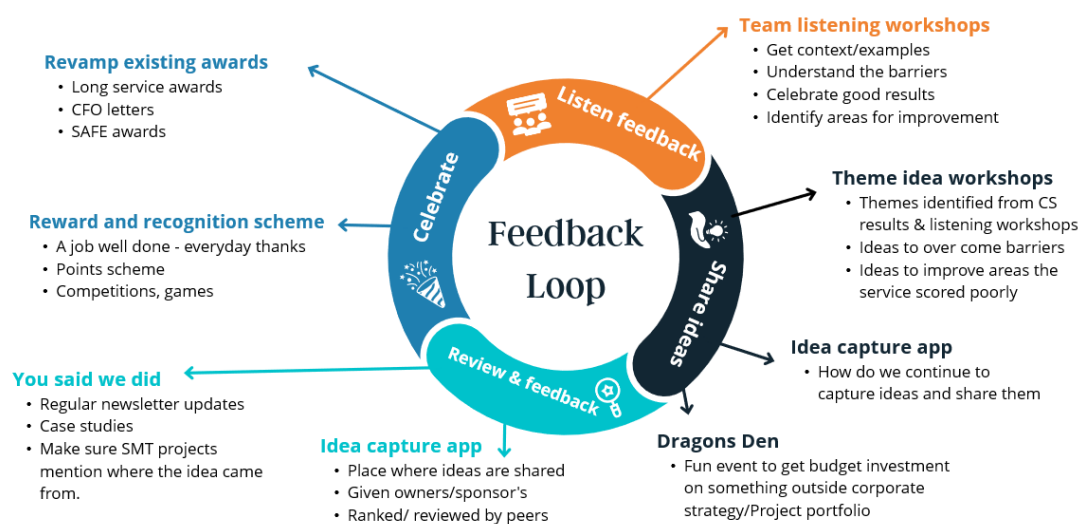 Feedback
Loop
Listen feedback
Team listening workshops
• Get context/examples
• Understand the barriers
• Celebrate good results
• Identify areas for improvement
Share ideas
Theme idea workshops
• Themes identified from CS
results & listening workshops
• Ideas to over come barriers
• Ideas to improve areas the
service scored poorly
Idea capture app
• How do we continue to
capture ideas and share them
Dragons Den
• Fun event to get budget investment
on something outside corporate
strategy/Project portfolio
Review & feedback
Idea capture app
• Place where ideas are shared
• Given owners/sponsor's
• Ranked/ reviewed by peers
You said we did
• Regular newsletter updates
• Case studies
• Make sure SMT projects
mention where the idea came
from.
Celebrate
Reward and recognition scheme
• A job well done - everyday thanks
• Points scheme
• Competitions, games
Revamp existing awards
• Long service awards
• CFO letters
• SAFE awards